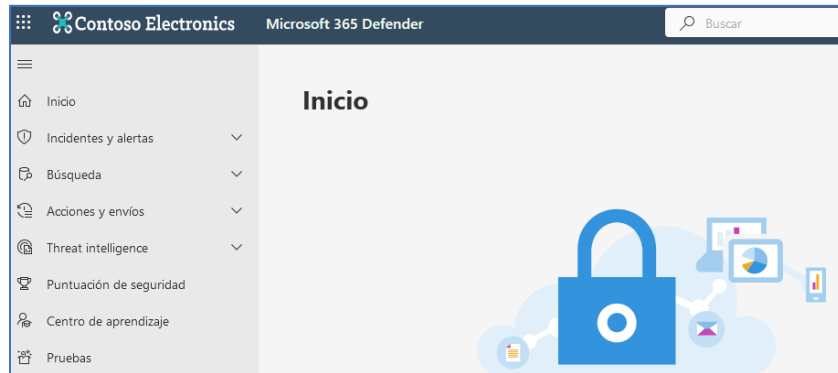 Contoso Electronics Microsoft 365 Defender Buscar
Inicio
Inicio
Incidentes y alertas
Búsqueda
Acciones y envíos
Threat intelligence
Puntuación de seguridad
Centro de aprendizaje
Pruebas